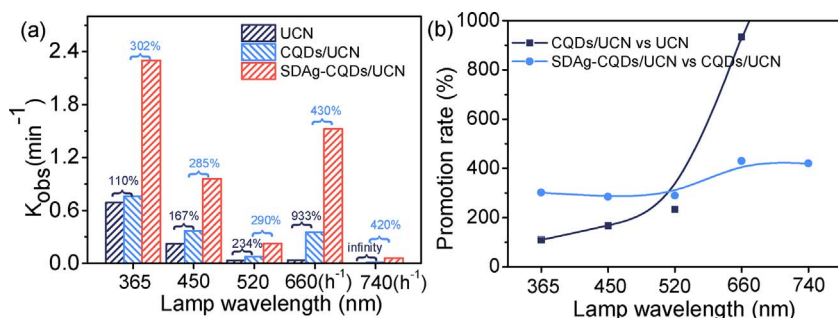 (a)
UCN
CQDs/UCN
SDAg-CQDs/UCN
302%
110%
285%
167%
290%
234%
430%
933%
420%
infinity
2.4
1.8
1.2
0.6
0.0
Kobs(min-1)
365 450 520 660(h-1) 740(h-1)
Lamp wavelength (nm)
(b)
CQDs/UCN vs UCN
SDAg-CQDs/UCN vs CQDs/UCN
1000
800
600
400
200
0
Promotion rate (%)
365 450 520 660 740
Lamp wavelength (nm)